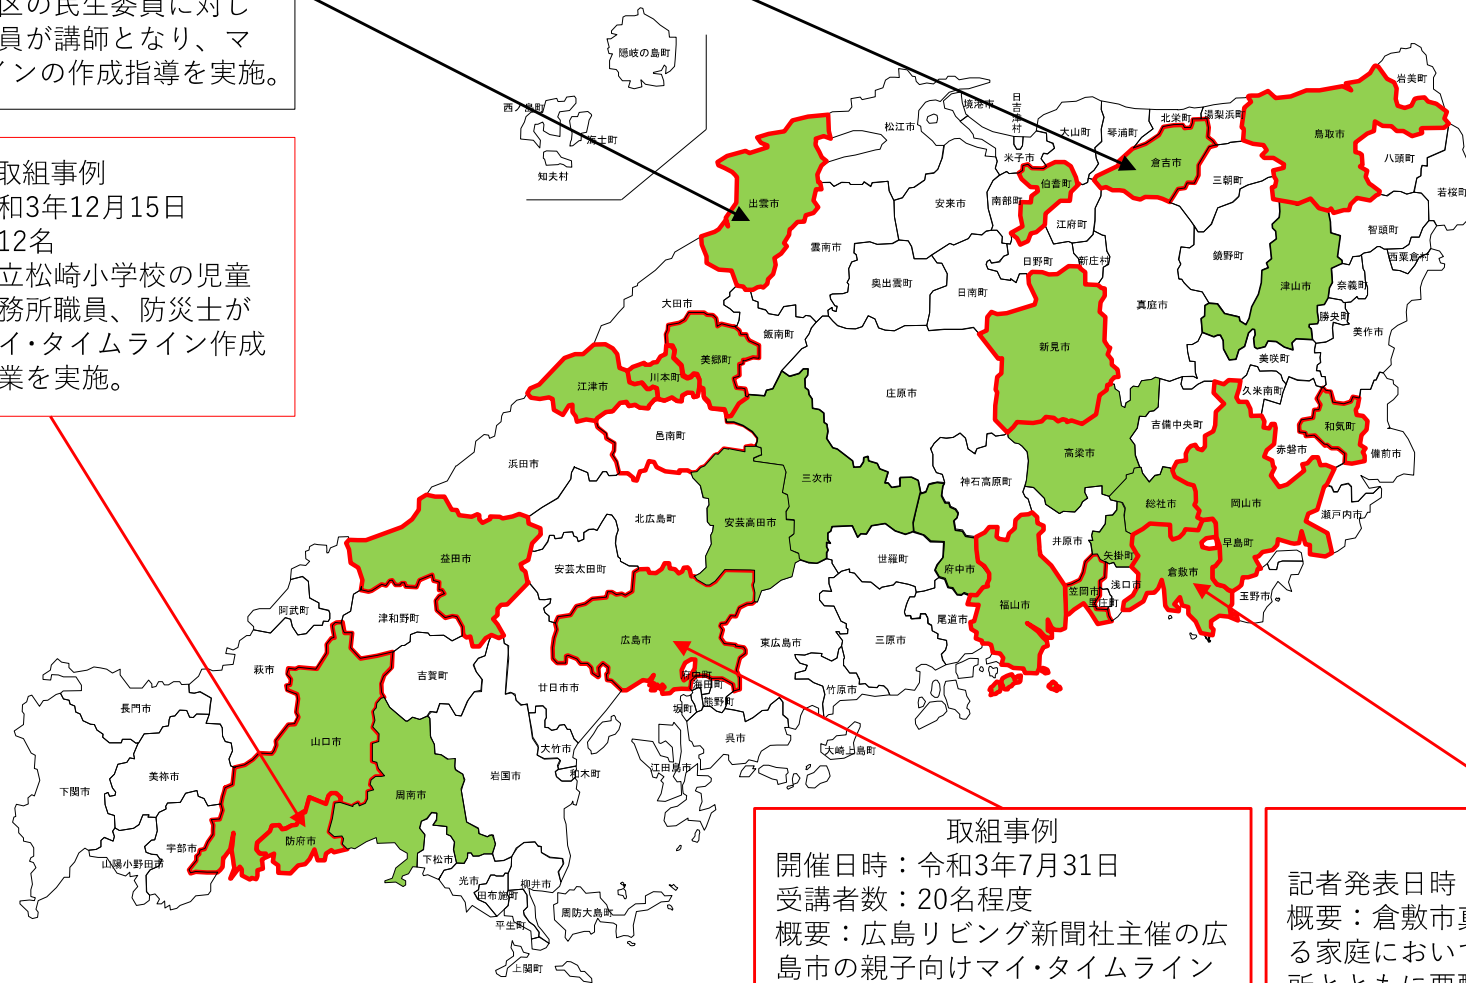 区の民生委員に対し
員が講師となり、マ
インの作成指導を実施。
取組事例
和3年12月15日
12名
立松崎小学校の児童
務所職員、防災士が
イ・タイムライン作成
業を実施。
隠岐の島町
西ノ島町
海士町
知夫村
松江市
境港市
日吉津村
大山町
琴浦町
北栄町
湯梨浜町
鳥取市
岩美町
八頭町
若桜町
米子市
伯耆町
倉吉市
三朝町
出雲市
安来市
南部町
江府町
智頭町
雲南市
日野町
新庄村
鏡野町
西粟倉村
奥出雲町
日南町
真庭市
津山市
奈義町
大田市
飯南町
勝央町
美作市
新見市
美郷町
美咲町
江津市
川本町
庄原市
久米南町
邑南町
吉備中央町
和気町
浜田市
高梁市
赤磐市
備前市
三次市
神石高原町
総社市
岡山市
瀬戸内市
北広島町
安芸高田市
井原市
早島町
益田市
安芸太田町
世羅町
府中市
矢掛町
倉敷市
笠岡市
浅口市
里庄町
玉野市
阿武町
津和野町
福山市
尾道市
広島市
東広島市
三原市
萩市
吉賀町
府中町
海田町
廿日市市
竹原市
坂町
熊野町
長門市
呉市
山口市
大竹市
大崎上島町
美祢市
岩国市
和木町
江田島市
下関市
周南市
宇部市
防府市
山陽小野田市
下松市
光市
田布施町
柳井市
周防大島町
平生町
上関町
取組事例
開催日時：令和3年7月31日
受講者数：20名程度
概要：広島リビング新聞社主催の広
島市の親子向けマイ・タイムライン
記者発表日時
概要：倉敷市真
る家庭において